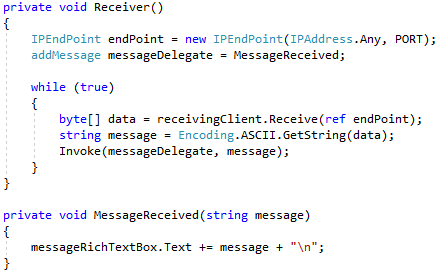 private void Receiver()
{
    IPEndPoint endPoint = new IPEndPoint(IPAddress.Any, PORT);
    addMessage messageDelegate = MessageReceived;

    while (true)
    {
        byte[] data = receivingClient.Receive(ref endPoint);
        string message = Encoding.ASCII.GetString(data);
        Invoke(messageDelegate, message);
    }
}

private void MessageReceived(string message)
{
    messageRichTextBox.Text += message + "\n";
}